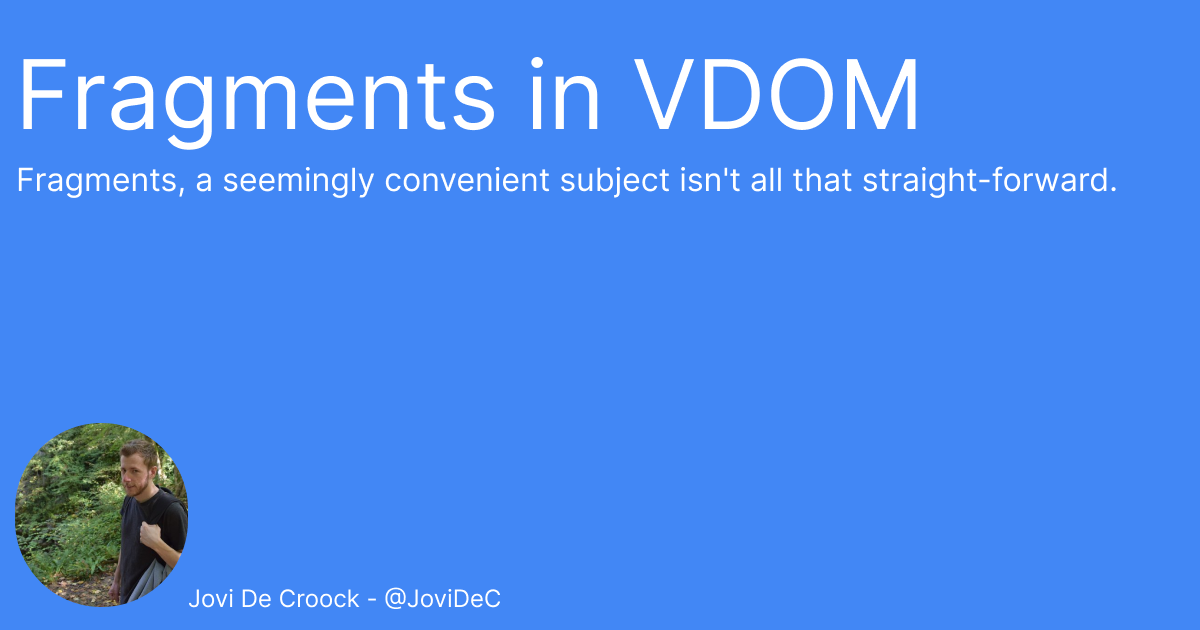 Fragments in VDOM
Fragments, a seemingly convenient subject isn't all that straight-forward.
Jovi De Croock - @JoviDeC